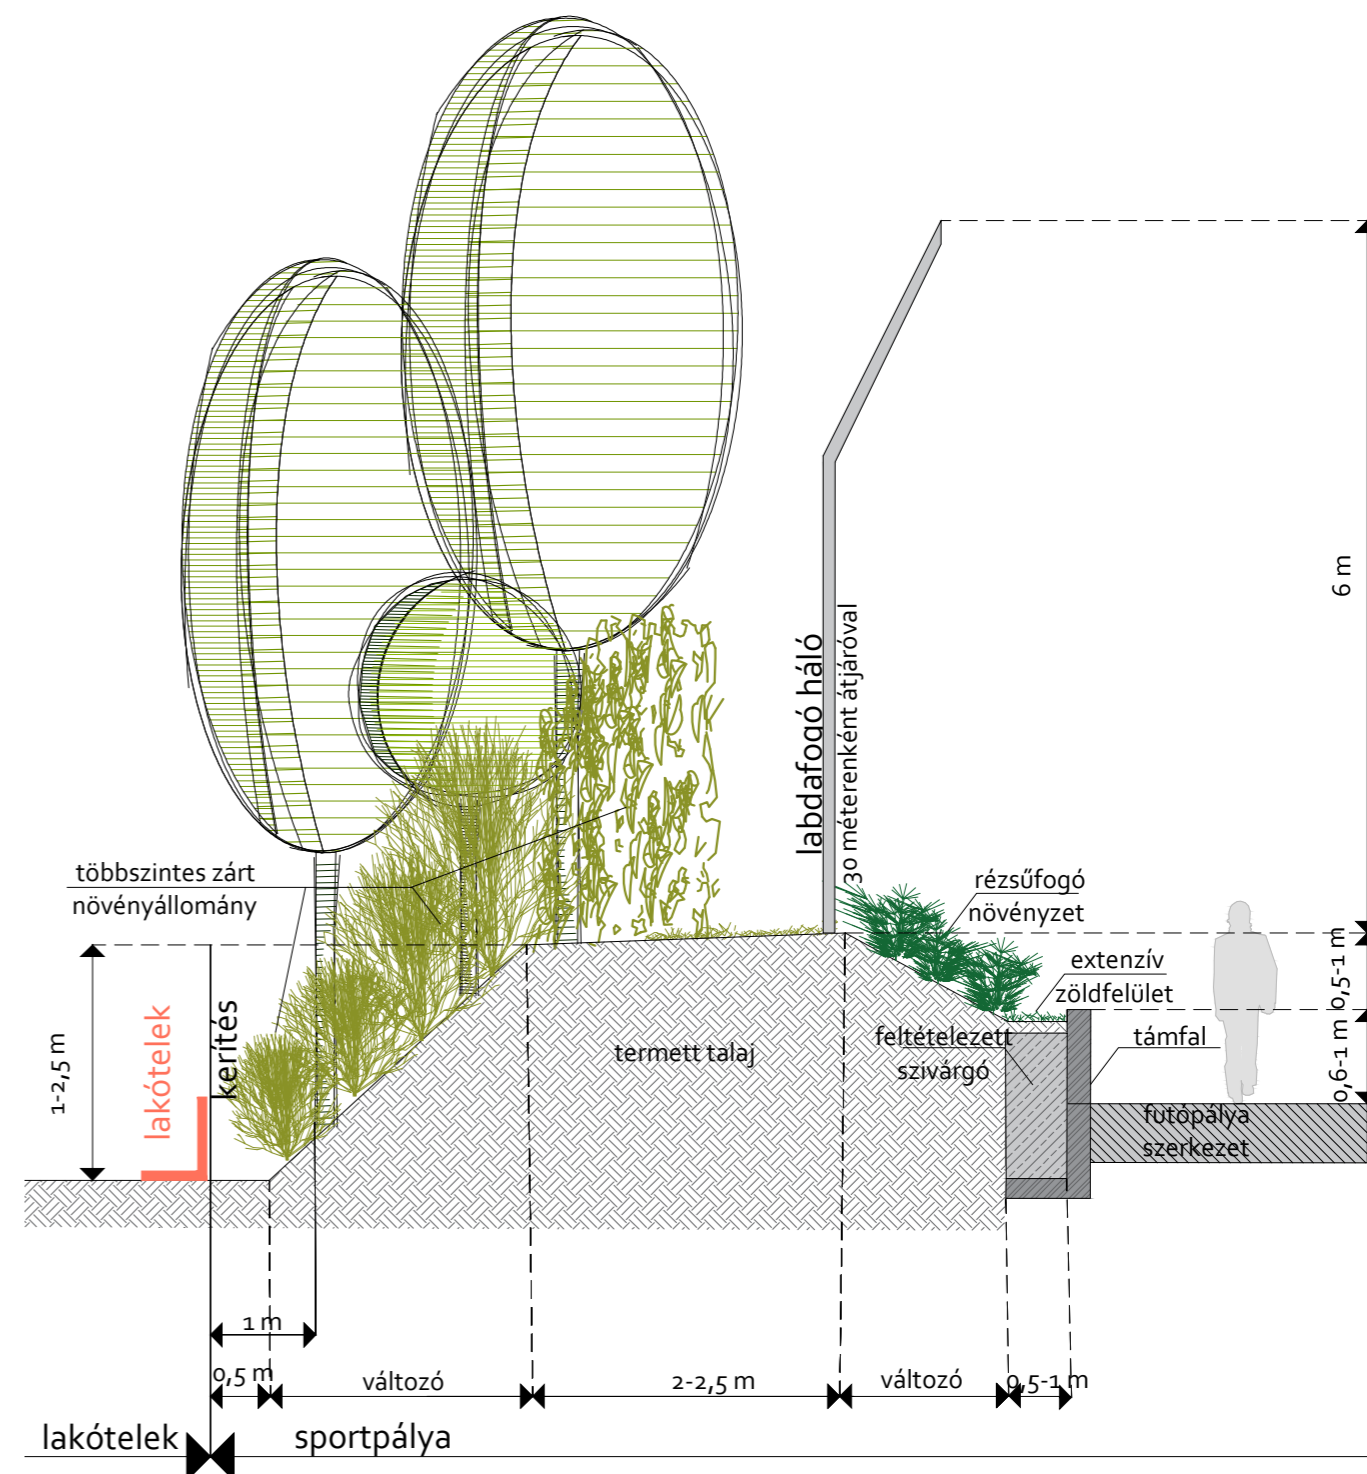 6 m
labdafogó háló
30 méterenként átjáróval
többszintes zárt
növényállomány
rézsűfogó
növényzet
extenzív
zöldfelület
0,5-1 m
0,6-1 m
1-2,5 m
lakótelek
kerítés
termett talaj
feltételezett
szivárgó
támfal
futópálya
szerkezet
1 m
0,5 m
változó
2-2,5 m
változó
0,5-1 m
lakótelek
sportpálya